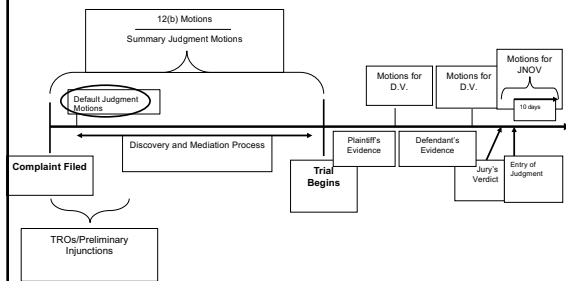 12(b) Motions
Summary Judgment Motions
Motions for
JNOV
10 days
Motions for
D.V.
Motions for
D.V.
Default Judgment
Motions
Discovery and Mediation Process
Plaintiff's
Evidence
Defendant's
Evidence
Complaint Filed
Trial
Begins
Jury's
Verdict
Entry of
Judgment
TROs/Preliminary
Injunctions